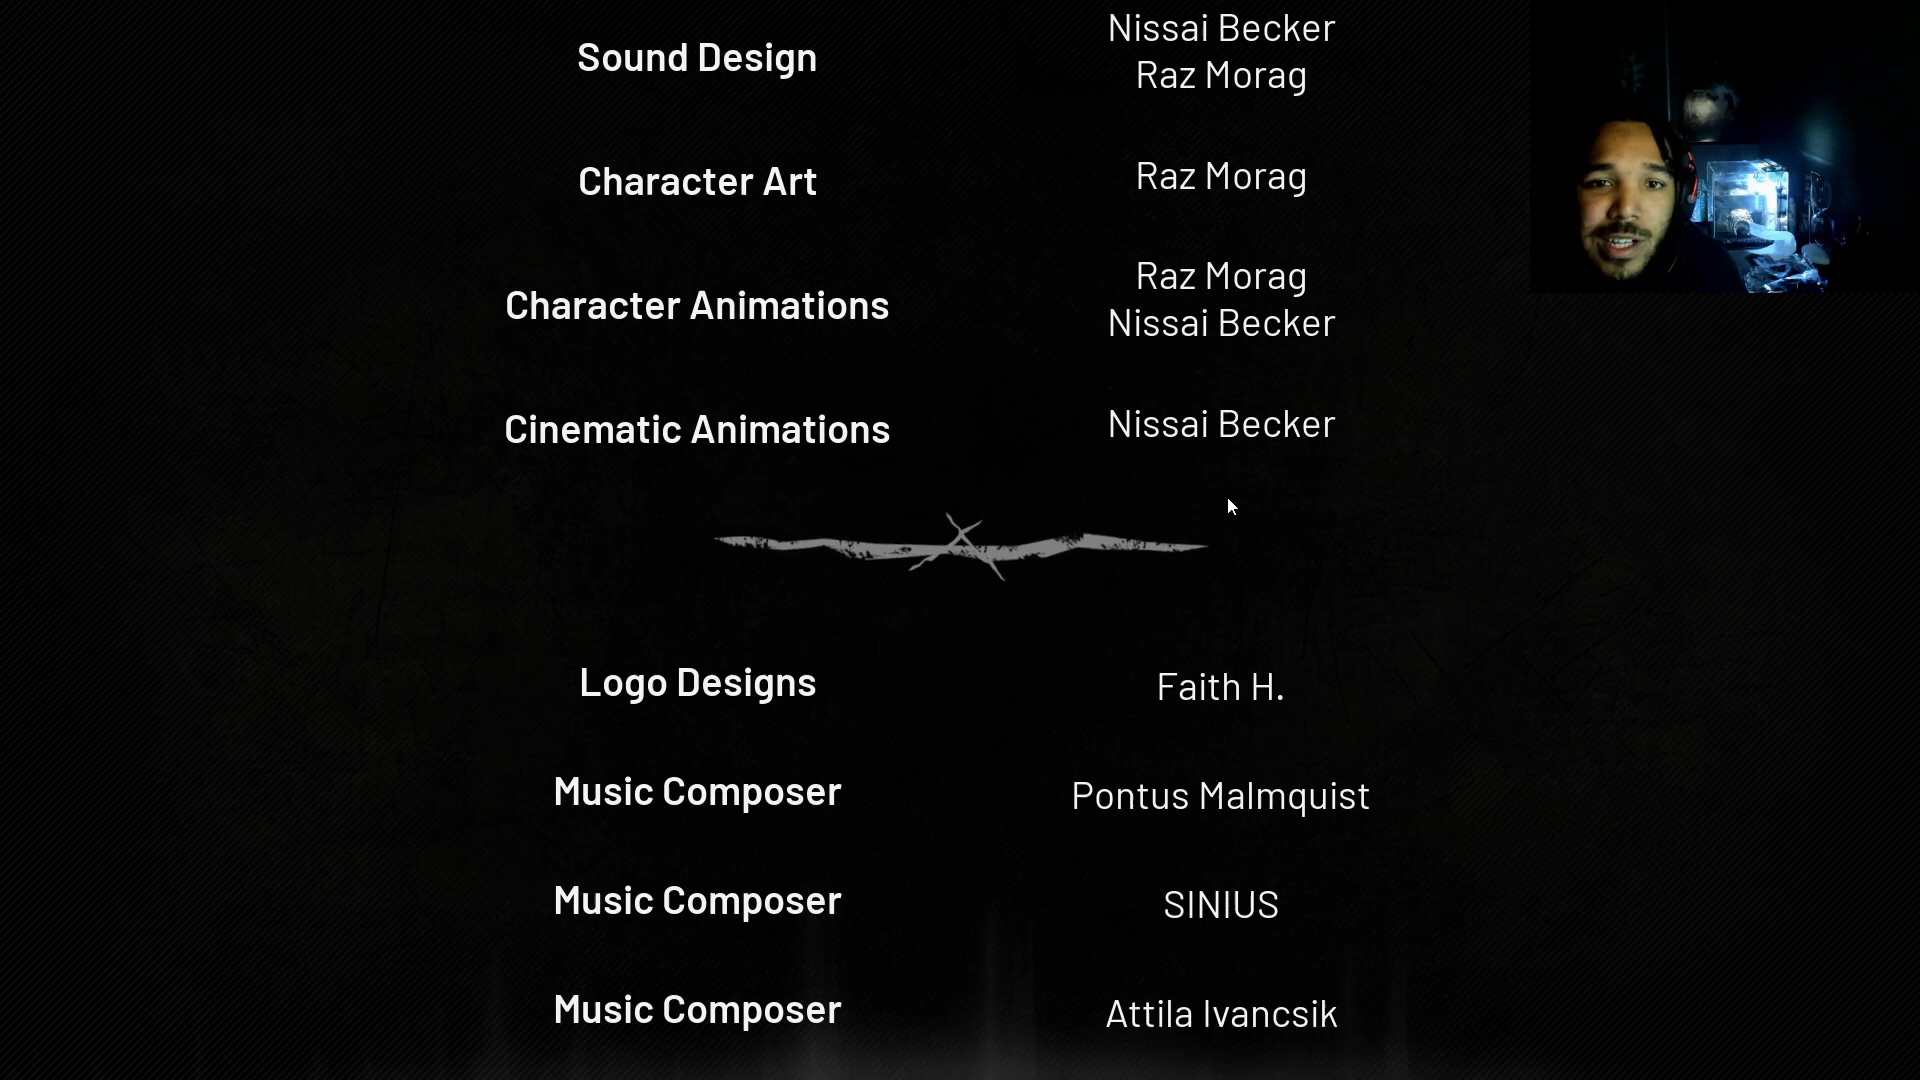 Nissai Becker
Sound Design
Raz Morag
Character Art
Raz Morag
Raz Morag
Character Animations
Nissai Becker
Cinematic Animations
Nissai Becker
Logo Designs
Faith H.
Music Composer
Pontus Malmquist
Music Composer
SINIUS
Music Composer
Attila Ivancsik